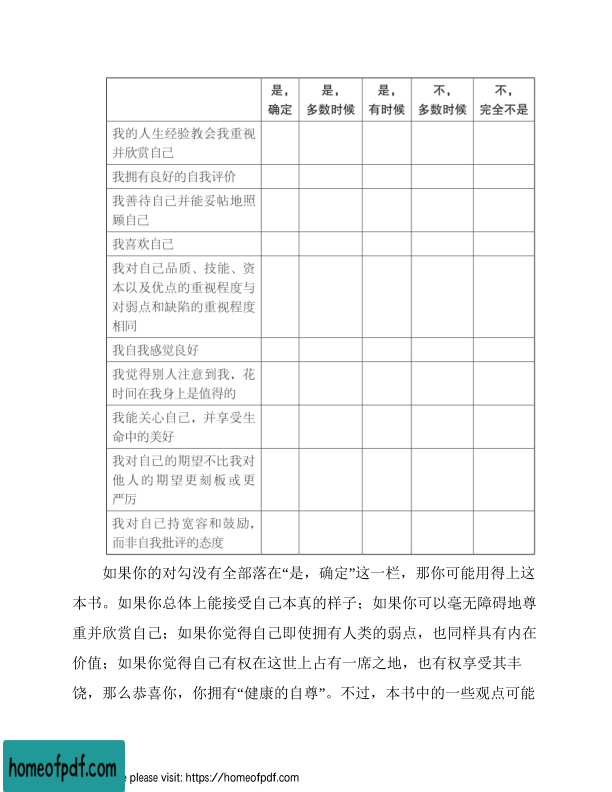 是， 是， 是， 不， 不，
确定 多数时候 有时候 多数时候 完全不是
我的人生经验教会我重视
并欣赏自己
我拥有良好的自我评价
我善待自己并能妥帖地照
顾自己
我喜欢自己
我对自己品质、技能、资
本以及优点的重视程度与
对弱点和缺陷的重视程度
相同
我自我感觉良好
我觉得别人注意到我，花
时间在我身上是值得的
我能关心自己，并享受生
命中的美好
我对自己的期望不比我对
他人的期望更刻板或更
严厉
我对自己持宽容和鼓励，
而非自我批评的态度
如果你的对勾没有全部落在“是，确定”这一栏，那你可能用得上这
本书。如果你总体上能接受自己本真的样子；如果你可以毫无障碍地尊
重并欣赏自己；如果你觉得自己即使拥有人类的弱点，也同样具有内在
价值；如果你觉得自己有权在这世上占有一席之地，也有权享受其丰
饶，那么恭喜你，你拥有“健康的自尊”。不过，本书中的一些观点可能
homeofpdf.com
e please visit: https://homeofpdf.com